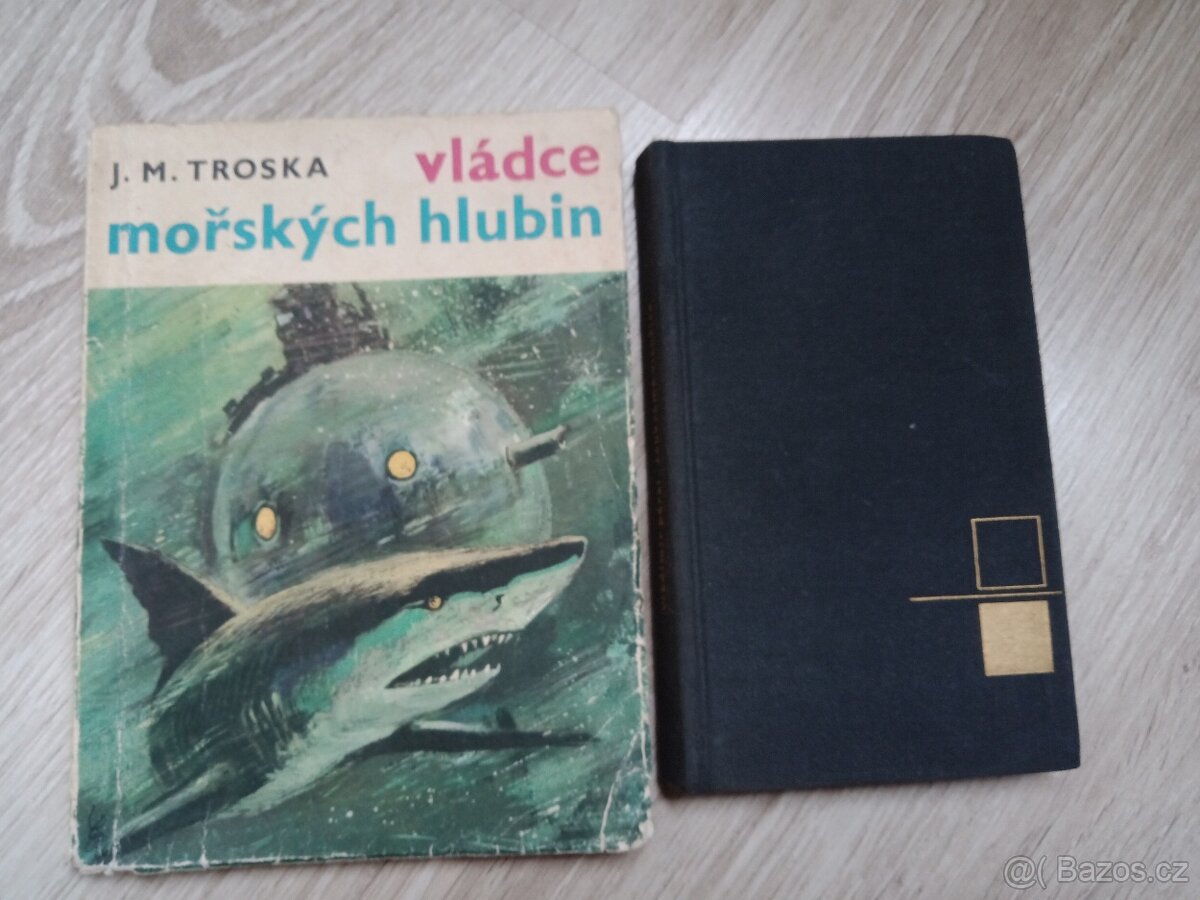 J. M. TROSKA
vládce
mořských hlubin
@( Bazos.cz